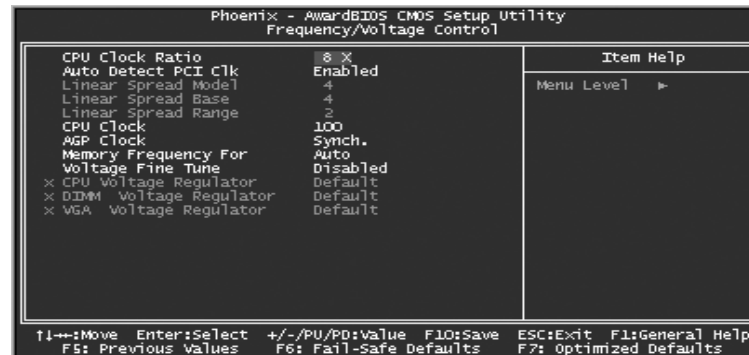 Phoenix - AwardBIOS CMOS Setup Utility
Frequency/Voltage Control
CPU Clock Ratio 8 X
Auto Detect PCI Clk Enabled
Linear Spread Model 4
Linear Spread Base 4
Linear Spread Range 2
CPU Clock 100
AGP Clock Synch.
Memory Frequency For Auto
Voltage Fine Tune Disabled
x CPU Voltage Regulator Default
x DIMM Voltage Regulator Default
x VGA Voltage Regulator Default
Item Help
Menu Level ►
↑↓→←:Move Enter:Select +/-/PU/PD:Value F10:Save ESC:Exit F1:General Help
F5: Previous Values F6: Fail-Safe Defaults F7: Optimized Defaults